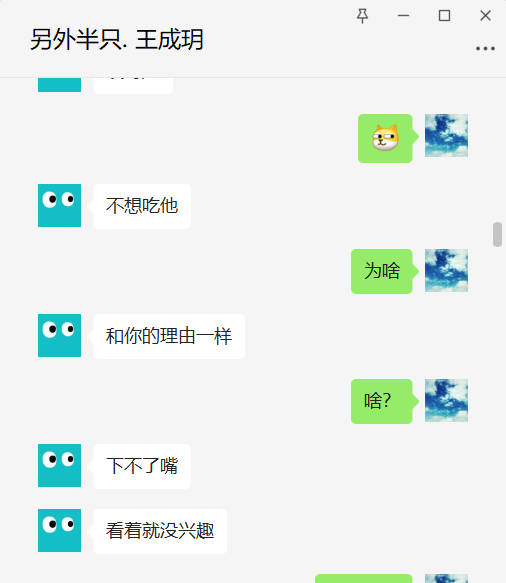 另外半只. 王成玥
不想吃他
为啥
和你的理由一样
啥?
下不了嘴
看着就没兴趣